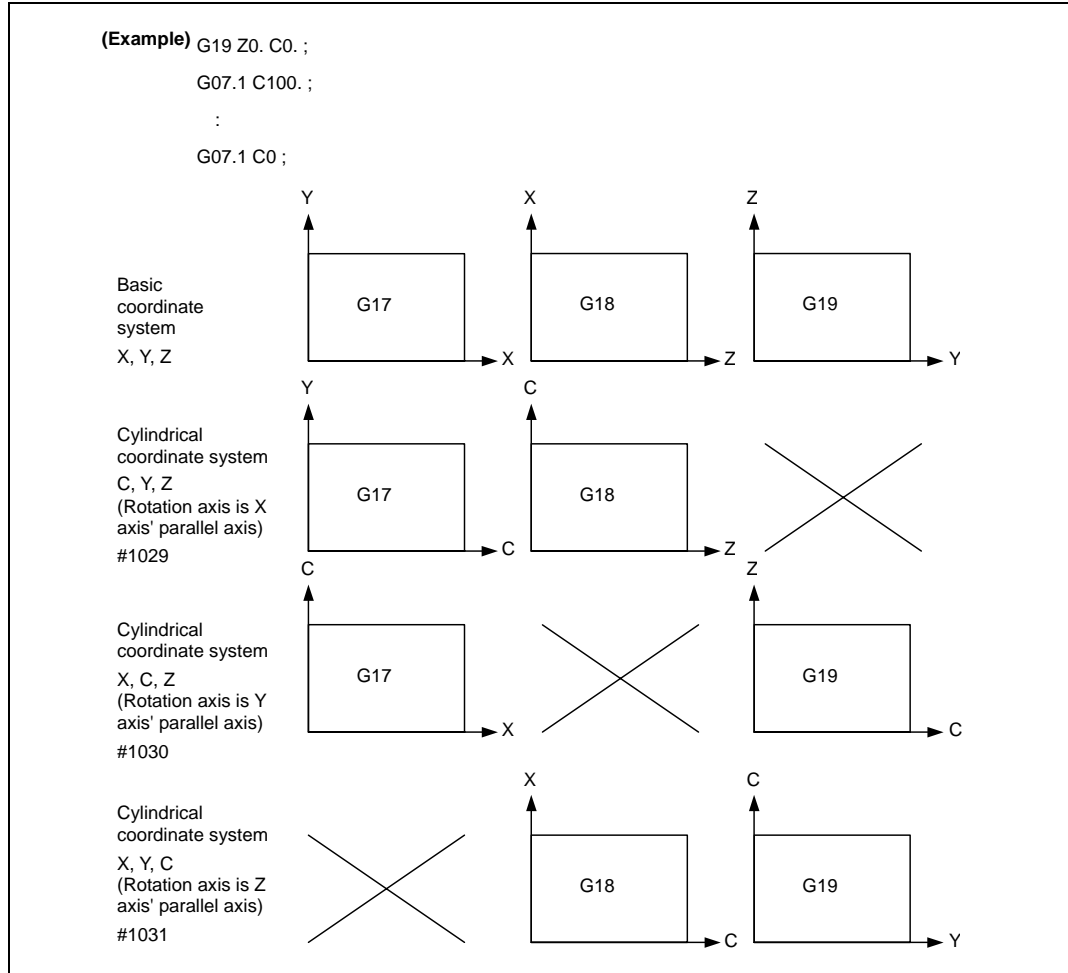 (Example) G19 Z0. C0. ;
G07.1 C100. ;
:
G07.1 C0 ;
Y
X
Z
Basic
coordinate
system
X, Y, Z
G17
G18
G19
X
Z
Y
Y
C
Cylindrical
coordinate system
C, Y, Z
(Rotation axis is X
axis' parallel axis)
#1029
G17
G18
C
Z
C
Z
Cylindrical
coordinate system
X, C, Z
(Rotation axis is Y
axis' parallel axis)
#1030
G17
G19
X
C
X
C
Cylindrical
coordinate system
X, Y, C
(Rotation axis is Z
axis' parallel axis)
#1031
G18
G19
C
Y